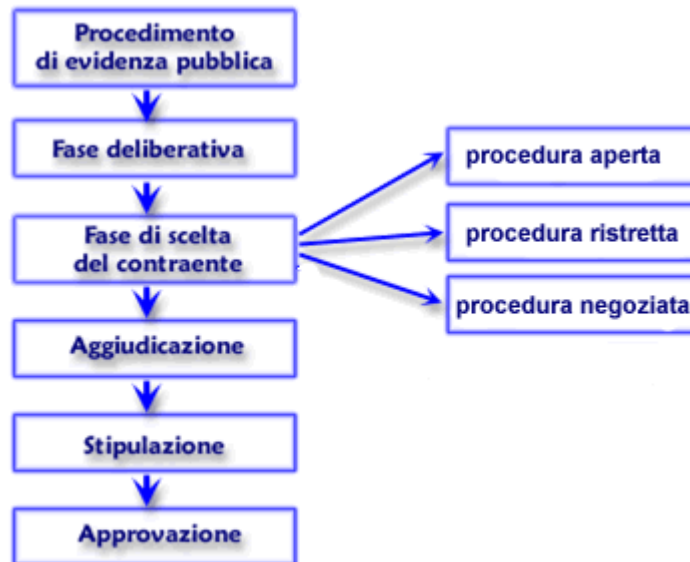 Procedimento
di evidenza pubblica
Fase deliberativa
Fase di scelta
del contraente
procedura aperta
procedura ristretta
procedura negoziata
Aggiudicazione
Stipulazione
Approvazione